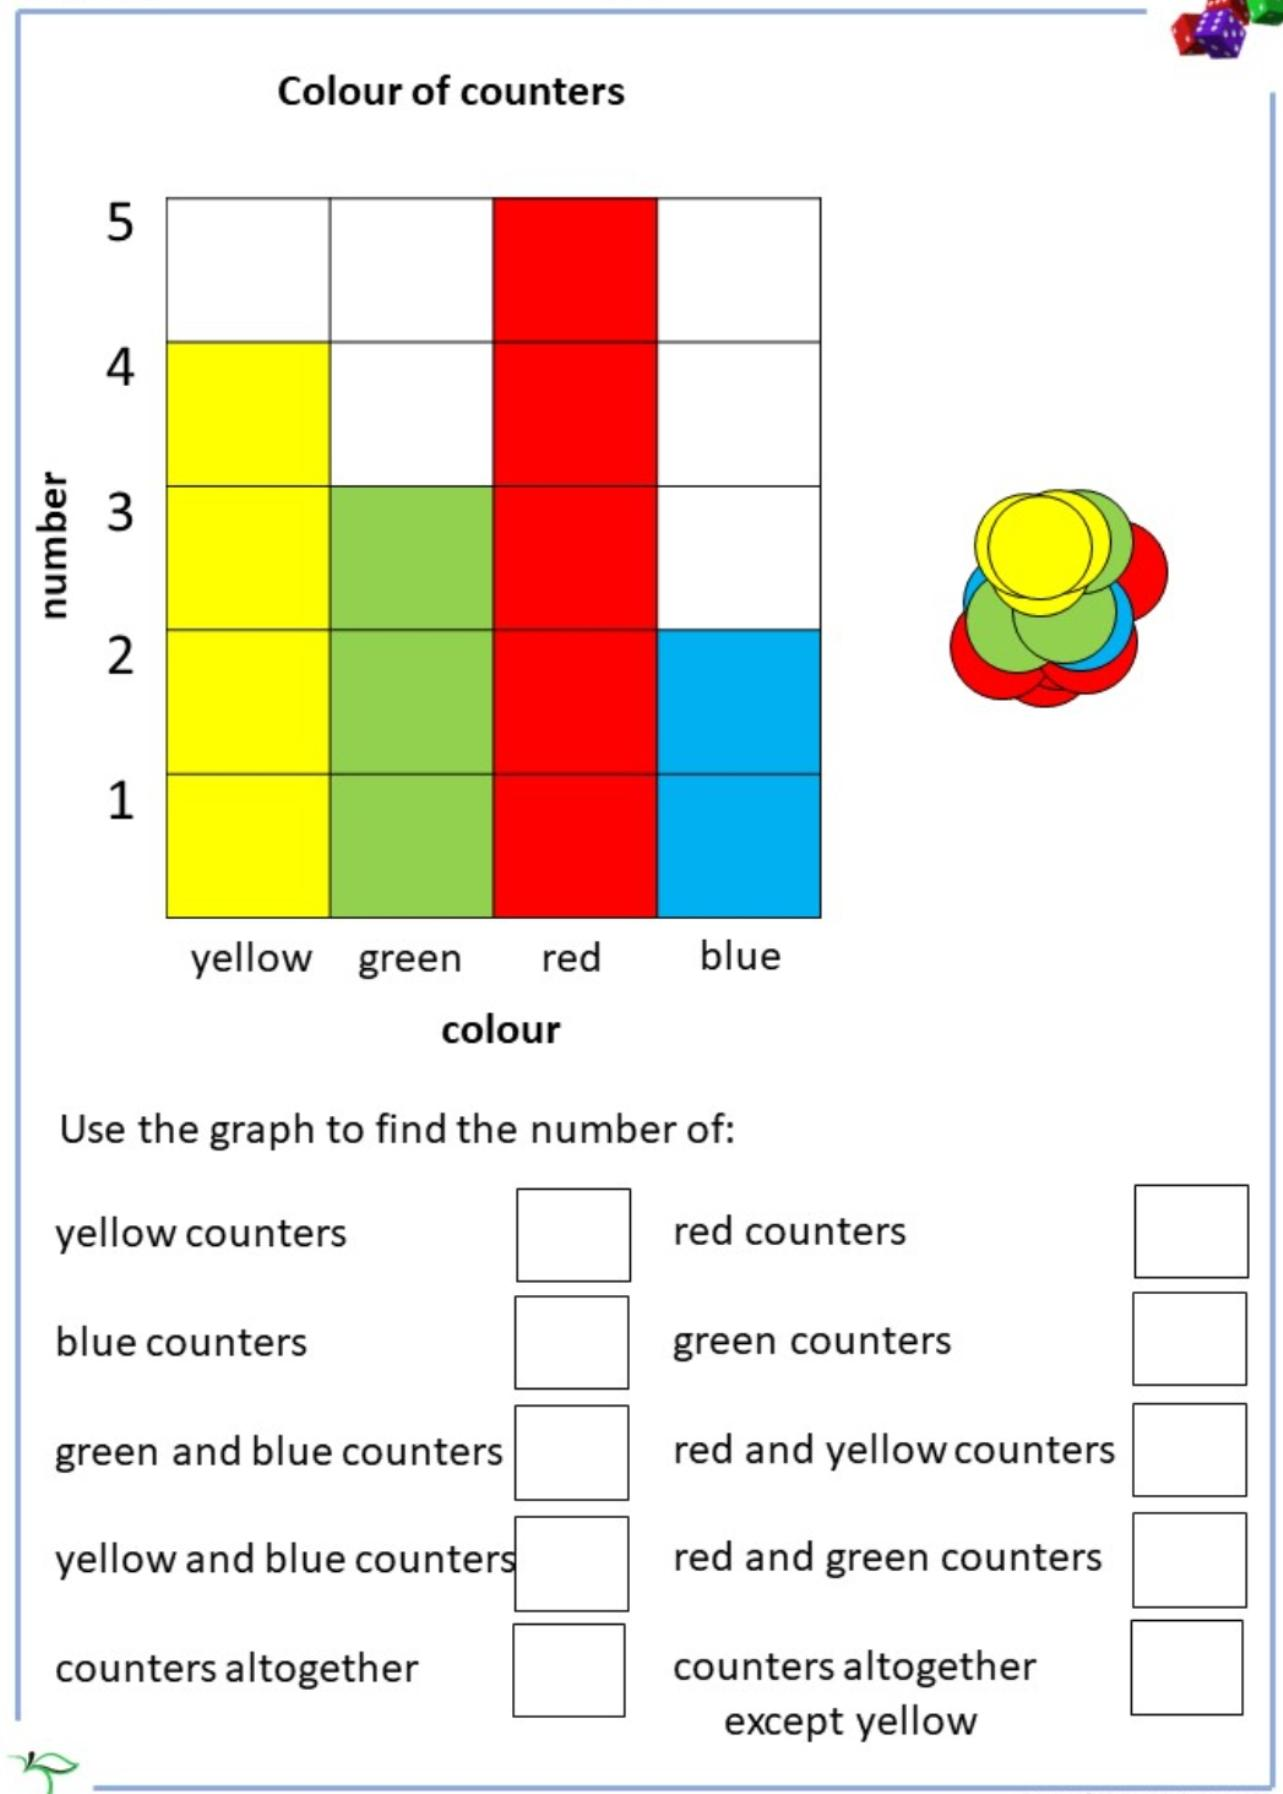 Colour of counters
5
4
3
2
1
number
yellow green red blue
colour
Use the graph to find the number of:
yellow counters
red counters
blue counters
green counters
green and blue counters
red and yellow counters
yellow and blue counters
red and green counters
counters altogether
counters altogether
except yellow